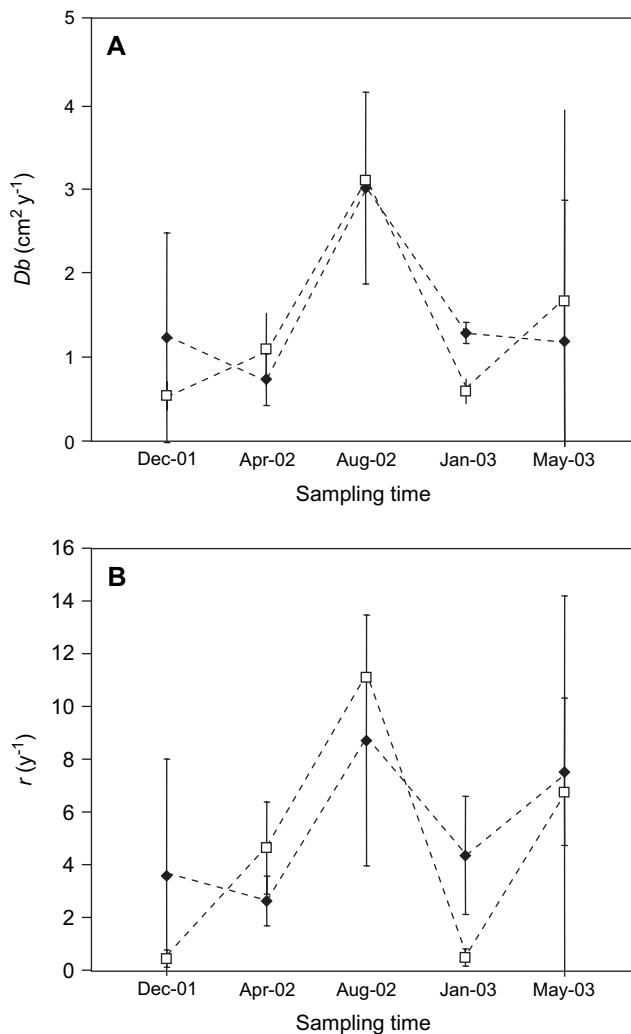 A
5
4
3
2
1
0
Db (cm² y⁻¹)
Dec-01 Apr-02 Aug-02 Jan-03 May-03
Sampling time
B
16
14
12
10
8
6
4
2
0
r (y⁻¹)
Dec-01 Apr-02 Aug-02 Jan-03 May-03
Sampling time